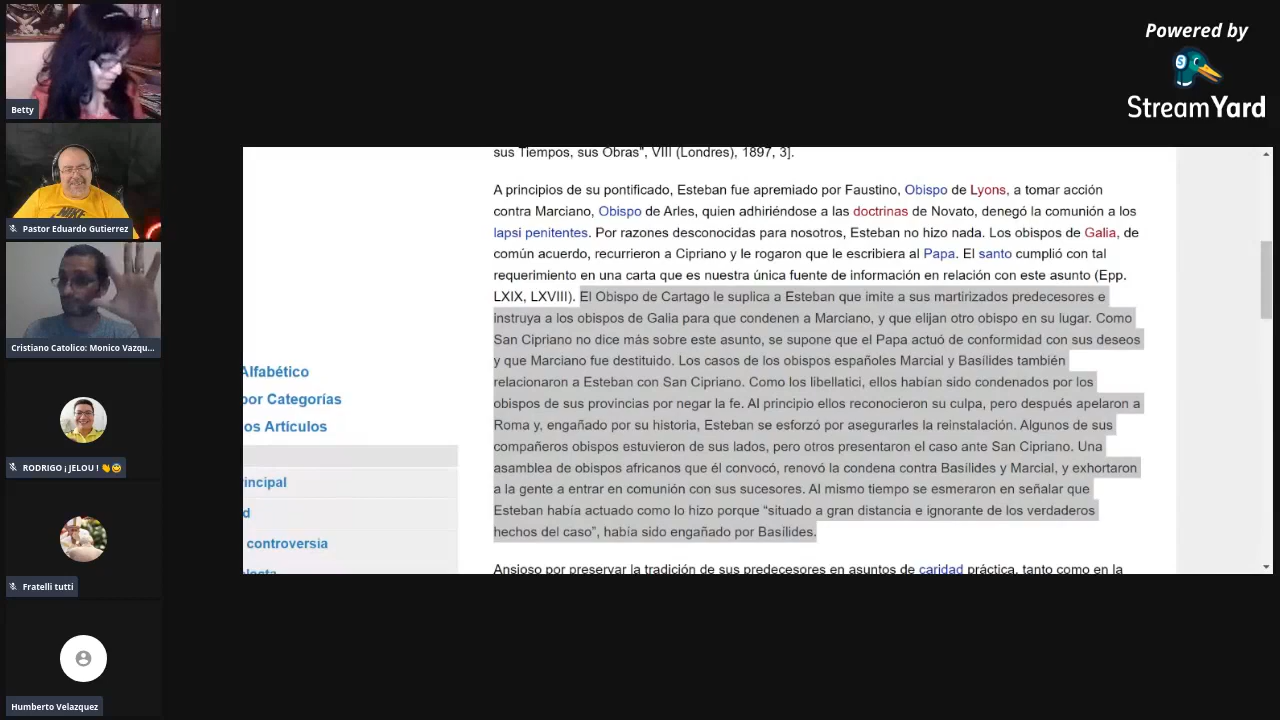 Betty
Pastor Eduardo Gutierrez
Cristiano Catolico: Monico Vazqu...
RODRIGO ¡ JELOU ! 👋😍
Fratelli tutti
Humberto Velazquez
Powered by
StreamYard
Alfabético
por Categorías
os Artículos
incipal
d
controversia
sus Tiempos, sus Obras", VIII (Londres), 1897, 3].
A principios de su pontificado, Esteban fue apremiado por Faustino, Obispo de Lyons, a tomar acción
contra Marciano, Obispo de Arles, quien adhiriéndose a las doctrinas de Novato, denegó la comunión a los
lapsi penitentes. Por razones desconocidas para nosotros, Esteban no hizo nada. Los obispos de Galia, de
común acuerdo, recurrieron a Cipriano y le rogaron que le escribiera al Papa. El santo cumplió con tal
requerimiento en una carta que es nuestra única fuente de información en relación con este asunto (Epp.
LXIX, LXVIII). El Obispo de Cartago le suplica a Esteban que imite a sus martirizados predecesores e
instruya a los obispos de Galia para que condenen a Marciano, y que elijan otro obispo en su lugar. Como
San Cipriano no dice más sobre este asunto, se supone que el Papa actuó de conformidad con sus deseos
y que Marciano fue destituido. Los casos de los obispos españoles Marcial y Basílides también
relacionaron a Esteban con San Cipriano. Como los libellatici, ellos habían sido condenados por los
obispos de sus provincias por negar la fe. Al principio ellos reconocieron su culpa, pero después apelaron a
Roma y, engañado por su historia, Esteban se esforzó por asegurarles la reinstalación. Algunos de sus
compañeros obispos estuvieron de sus lados, pero otros presentaron el caso ante San Cipriano. Una
asamblea de obispos africanos que él convocó, renovó la condena contra Basílides y Marcial, y exhortaron
a la gente a entrar en comunión con sus sucesores. Al mismo tiempo se esmeraron en señalar que
Esteban había actuado como lo hizo porque “situado a gran distancia e ignorante de los verdaderos
hechos del caso”, había sido engañado por Basílides.
Ansioso por preservar la tradición de sus predecesores en asuntos de caridad práctica, tanto como en la